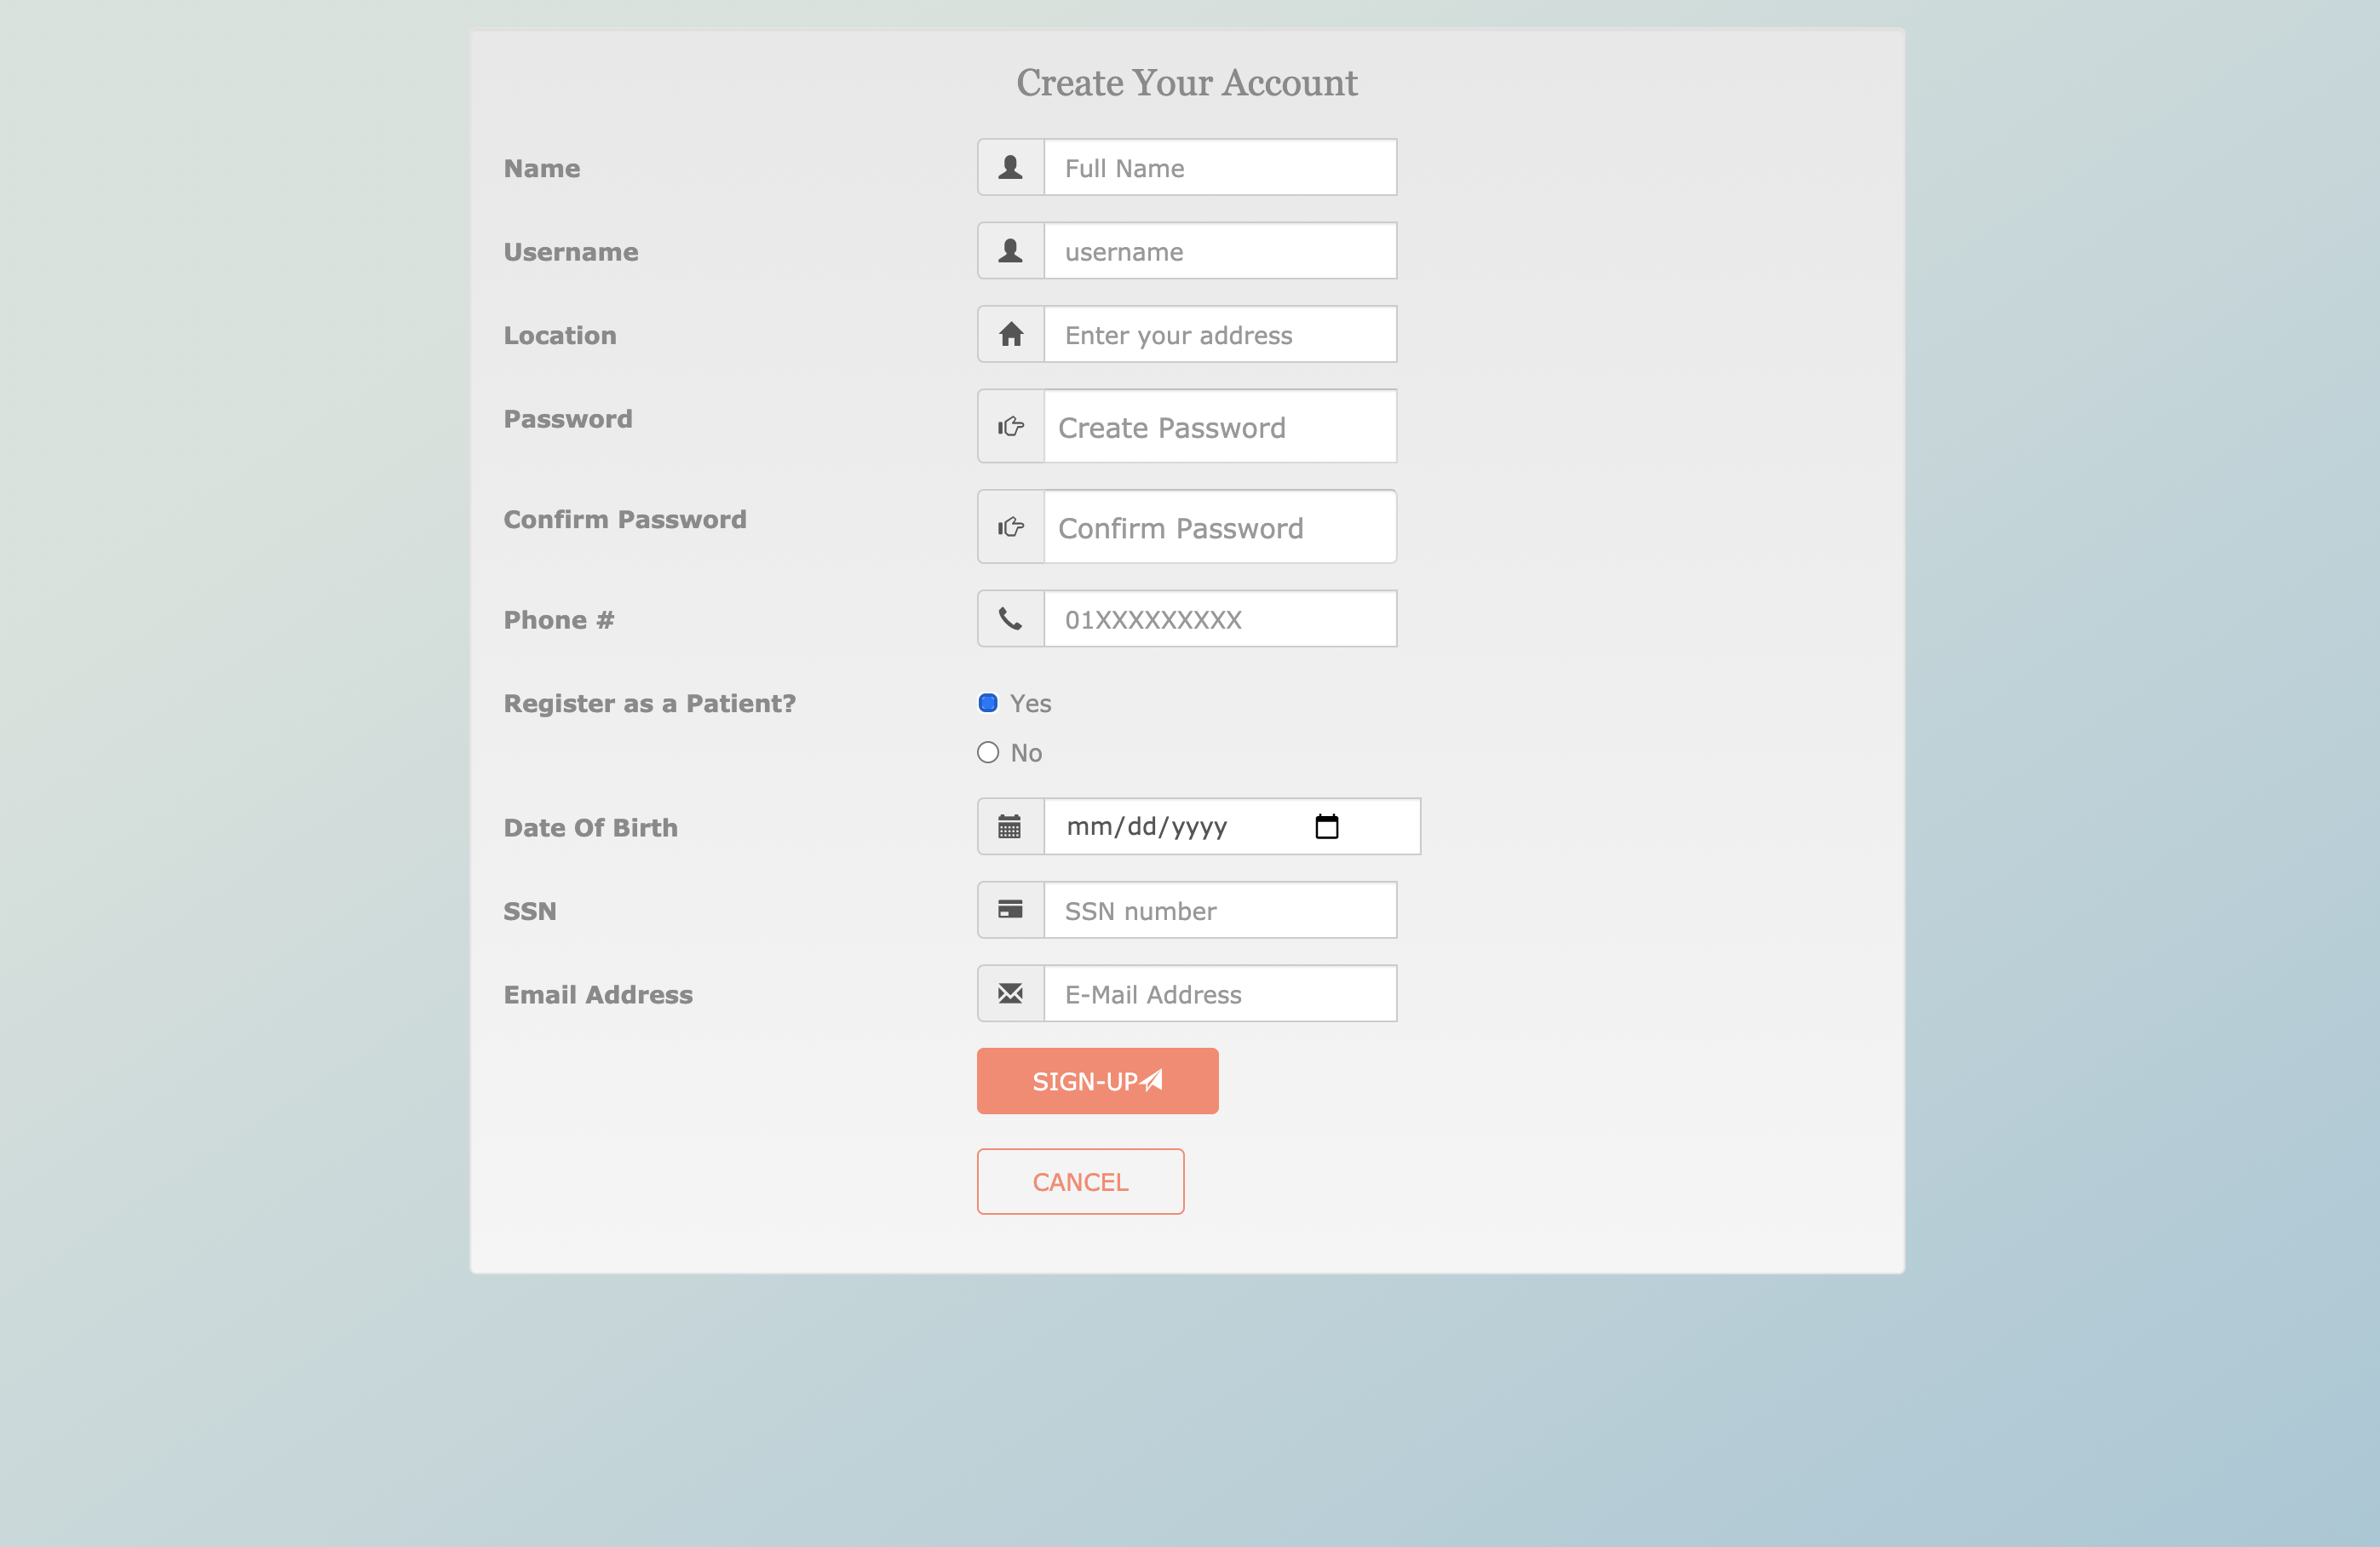 Create Your Account
Name
Full Name
Username
username
Location
Enter your address
Password
Create Password
Confirm Password
Confirm Password
Phone #
01XXXXXXXXX
Register as a Patient?
Yes
No
Date Of Birth
mm/dd/yyyy
SSN
SSN number
Email Address
E-Mail Address
SIGN-UP
CANCEL